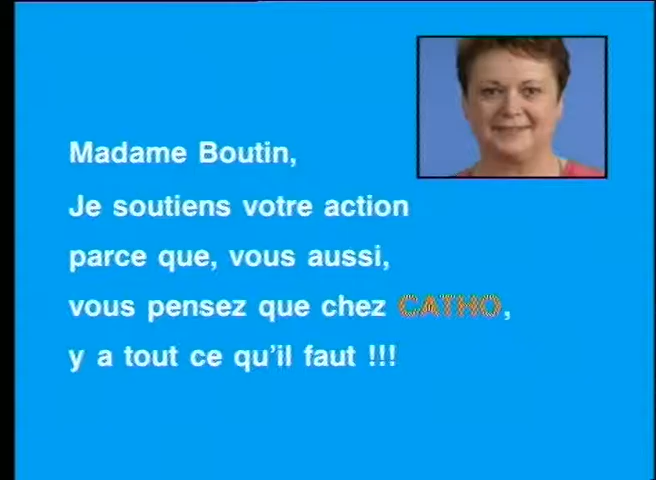 Madame Boutin,
Je soutiens votre action
parce que, vous aussi,
vous pensez que chez CATHO,
y a tout ce qu'il faut !!!